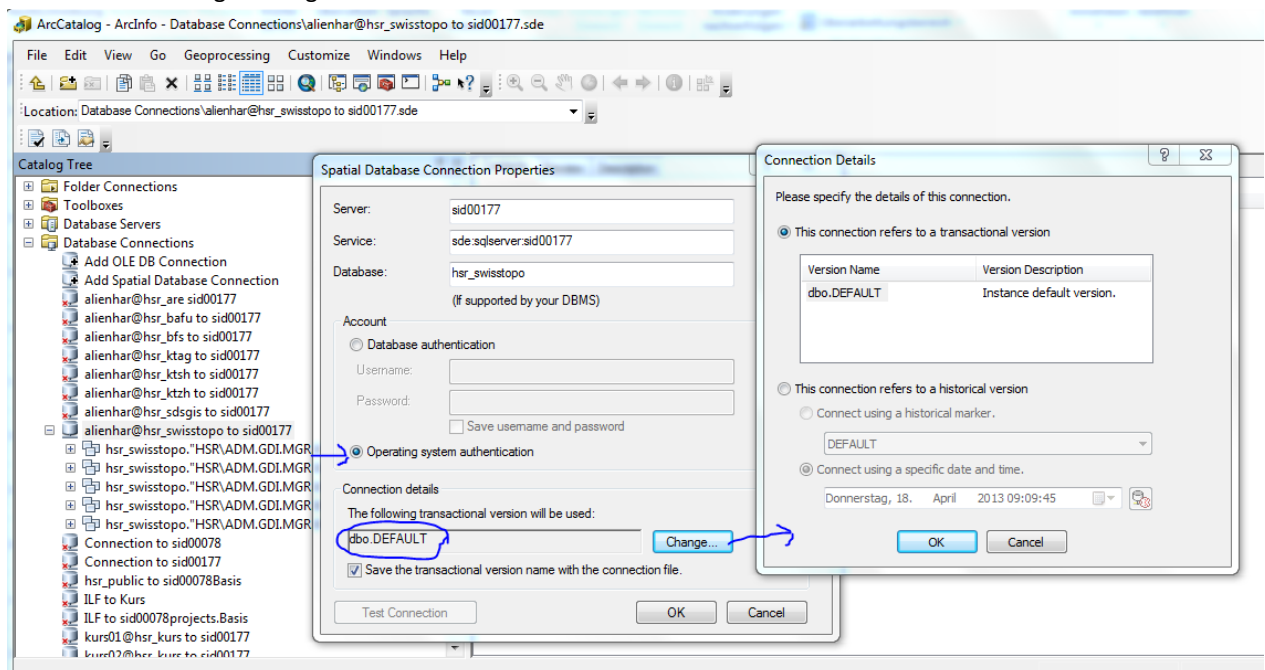 ArcCatalog - ArcInfo - Database Connections\alienhar@hsr_swisstopo to sid00177.sde
File Edit View Go Geoprocessing Customize Windows Help
Location: Database Connections\alienhar@hsr_swisstopo to sid00177.sde
Catalog Tree
Folder Connections
Toolboxes
Database Servers
Database Connections
Add OLE DB Connection
Add Spatial Database Connection
alienhar@hsr_are sid00177
alienhar@hsr_bafu to sid00177
alienhar@hsr_bfs to sid00177
alienhar@hsr_ktag to sid00177
alienhar@hsr_ktsh to sid00177
alienhar@hsr_ktzh to sid00177
alienhar@hsr_sdsgis to sid00177
alienhar@hsr_swisstopo to sid00177
hsr_swisstopo."HSR\ADM.GDI.MGR
hsr_swisstopo."HSR\ADM.GDI.MGR
hsr_swisstopo."HSR\ADM.GDI.MGR
hsr_swisstopo."HSR\ADM.GDI.MGR
hsr_swisstopo."HSR\ADM.GDI.MGR
Connection to sid00078
Connection to sid00177
hsr_public to sid00078Basis
ILF to Kurs
ILF to sid00078projects.Basis
kurs01@hsr_kurs to sid00177
kurs02@hsr_kurs to sid00177
Spatial Database Connection Properties
Server: sid00177
Service: sde:sqlserver:sid00177
Database: hsr_swisstopo
(If supported by your DBMS)
Account
Database authentication
Username:
Password:
Save username and password
Operating system authentication
Connection details
The following transactional version will be used:
dbo.DEFAULT Change...
Save the transactional version name with the connection file.
Test Connection OK Cancel
Connection Details
Please specify the details of this connection.
This connection refers to a transactional version
Version Name Version Description
dbo.DEFAULT Instance default version.
This connection refers to a historical version
Connect using a historical marker.
DEFAULT
Connect using a specific date and time.
Donnerstag, 18. April 2013 09:09:45
OK Cancel